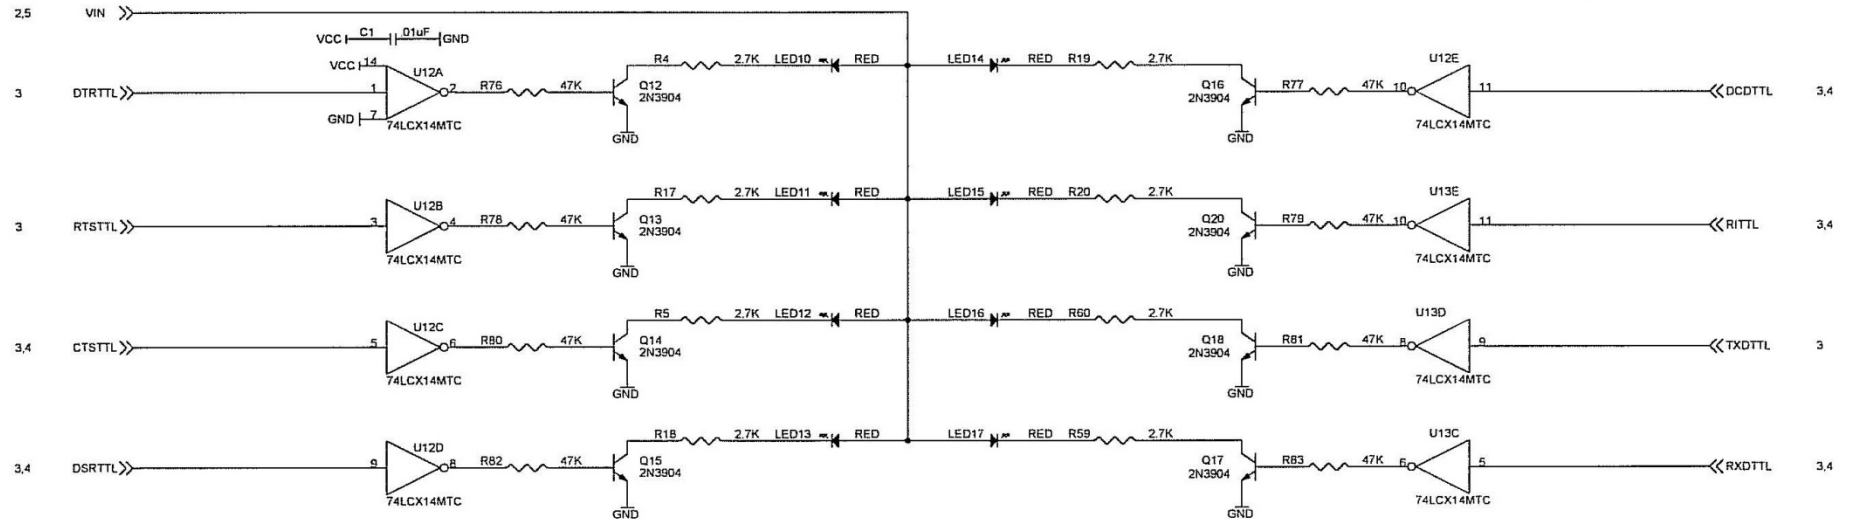 2,5 VIN
VCC C1 .01uF GND
VCC 14 U12A R4 2.7K LED10 RED LED14 RED R19 2.7K U12E
3 DTRTTL 1 2 R76 47K Q12 2N3904 Q16 2N3904 R77 47K 10 11 DCDTTL 3,4
GND 7 74LCX14MTC GND GND 74LCX14MTC
R17 2.7K LED11 RED LED15 RED R20 2.7K U13E
3 RTSTTL 3 U12B 4 R78 47K Q13 2N3904 Q20 2N3904 R79 47K 10 11 RITTL 3,4
74LCX14MTC GND GND 74LCX14MTC
R5 2.7K LED12 RED LED16 RED R60 2.7K U13D
3,4 CTSTTL 5 U12C 6 R80 47K Q14 2N3904 Q18 2N3904 R81 47K 8 9 TXDTTL 3
74LCX14MTC GND GND 74LCX14MTC
R18 2.7K LED13 RED LED17 RED R59 2.7K U13C
3,4 DSRTTL 9 U12D 8 R82 47K Q15 2N3904 Q17 2N3904 R83 47K 6 5 RXDTTL 3,4
74LCX14MTC GND GND 74LCX14MTC